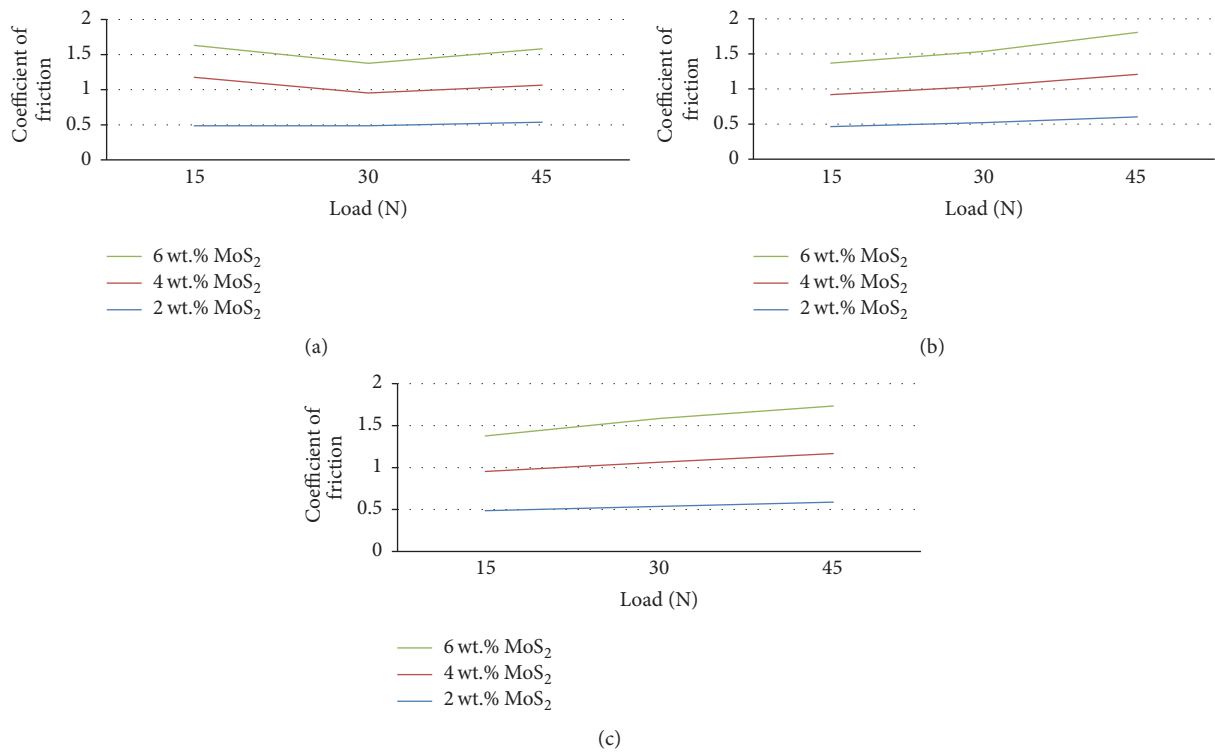 Coefficient of
friction
2
1.5
1
0.5
0
15 30 45
Load (N)
6 wt.% MoS₂
4 wt.% MoS₂
2 wt.% MoS₂
(a)
Coefficient of
friction
2
1.5
1
0.5
0
15 30 45
Load (N)
6 wt.% MoS₂
4 wt.% MoS₂
2 wt.% MoS₂
(b)
Coefficient of
friction
2
1.5
1
0.5
0
15 30 45
Load (N)
6 wt.% MoS₂
4 wt.% MoS₂
2 wt.% MoS₂
(c)